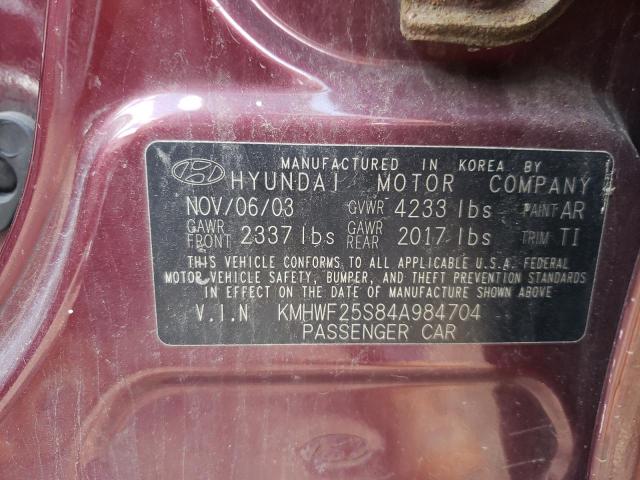 MANUFACTURED IN KOREA BY
HYUNDAI MOTOR COMPANY
NOV/06/03 GVWR 4233 lbs PAINT AR
GAWR FRONT 2337 lbs GAWR REAR 2017 lbs TRIM TI
THIS VEHICLE CONFORMS TO ALL APPLICABLE U.S.A. FEDERAL
MOTOR VEHICLE SAFETY, BUMPER, AND THEFT PREVENTION STANDARDS
IN EFFECT ON THE DATE OF MANUFACTURE SHOWN ABOVE
V.I.N KMHWF25S84A984704
PASSENGER CAR